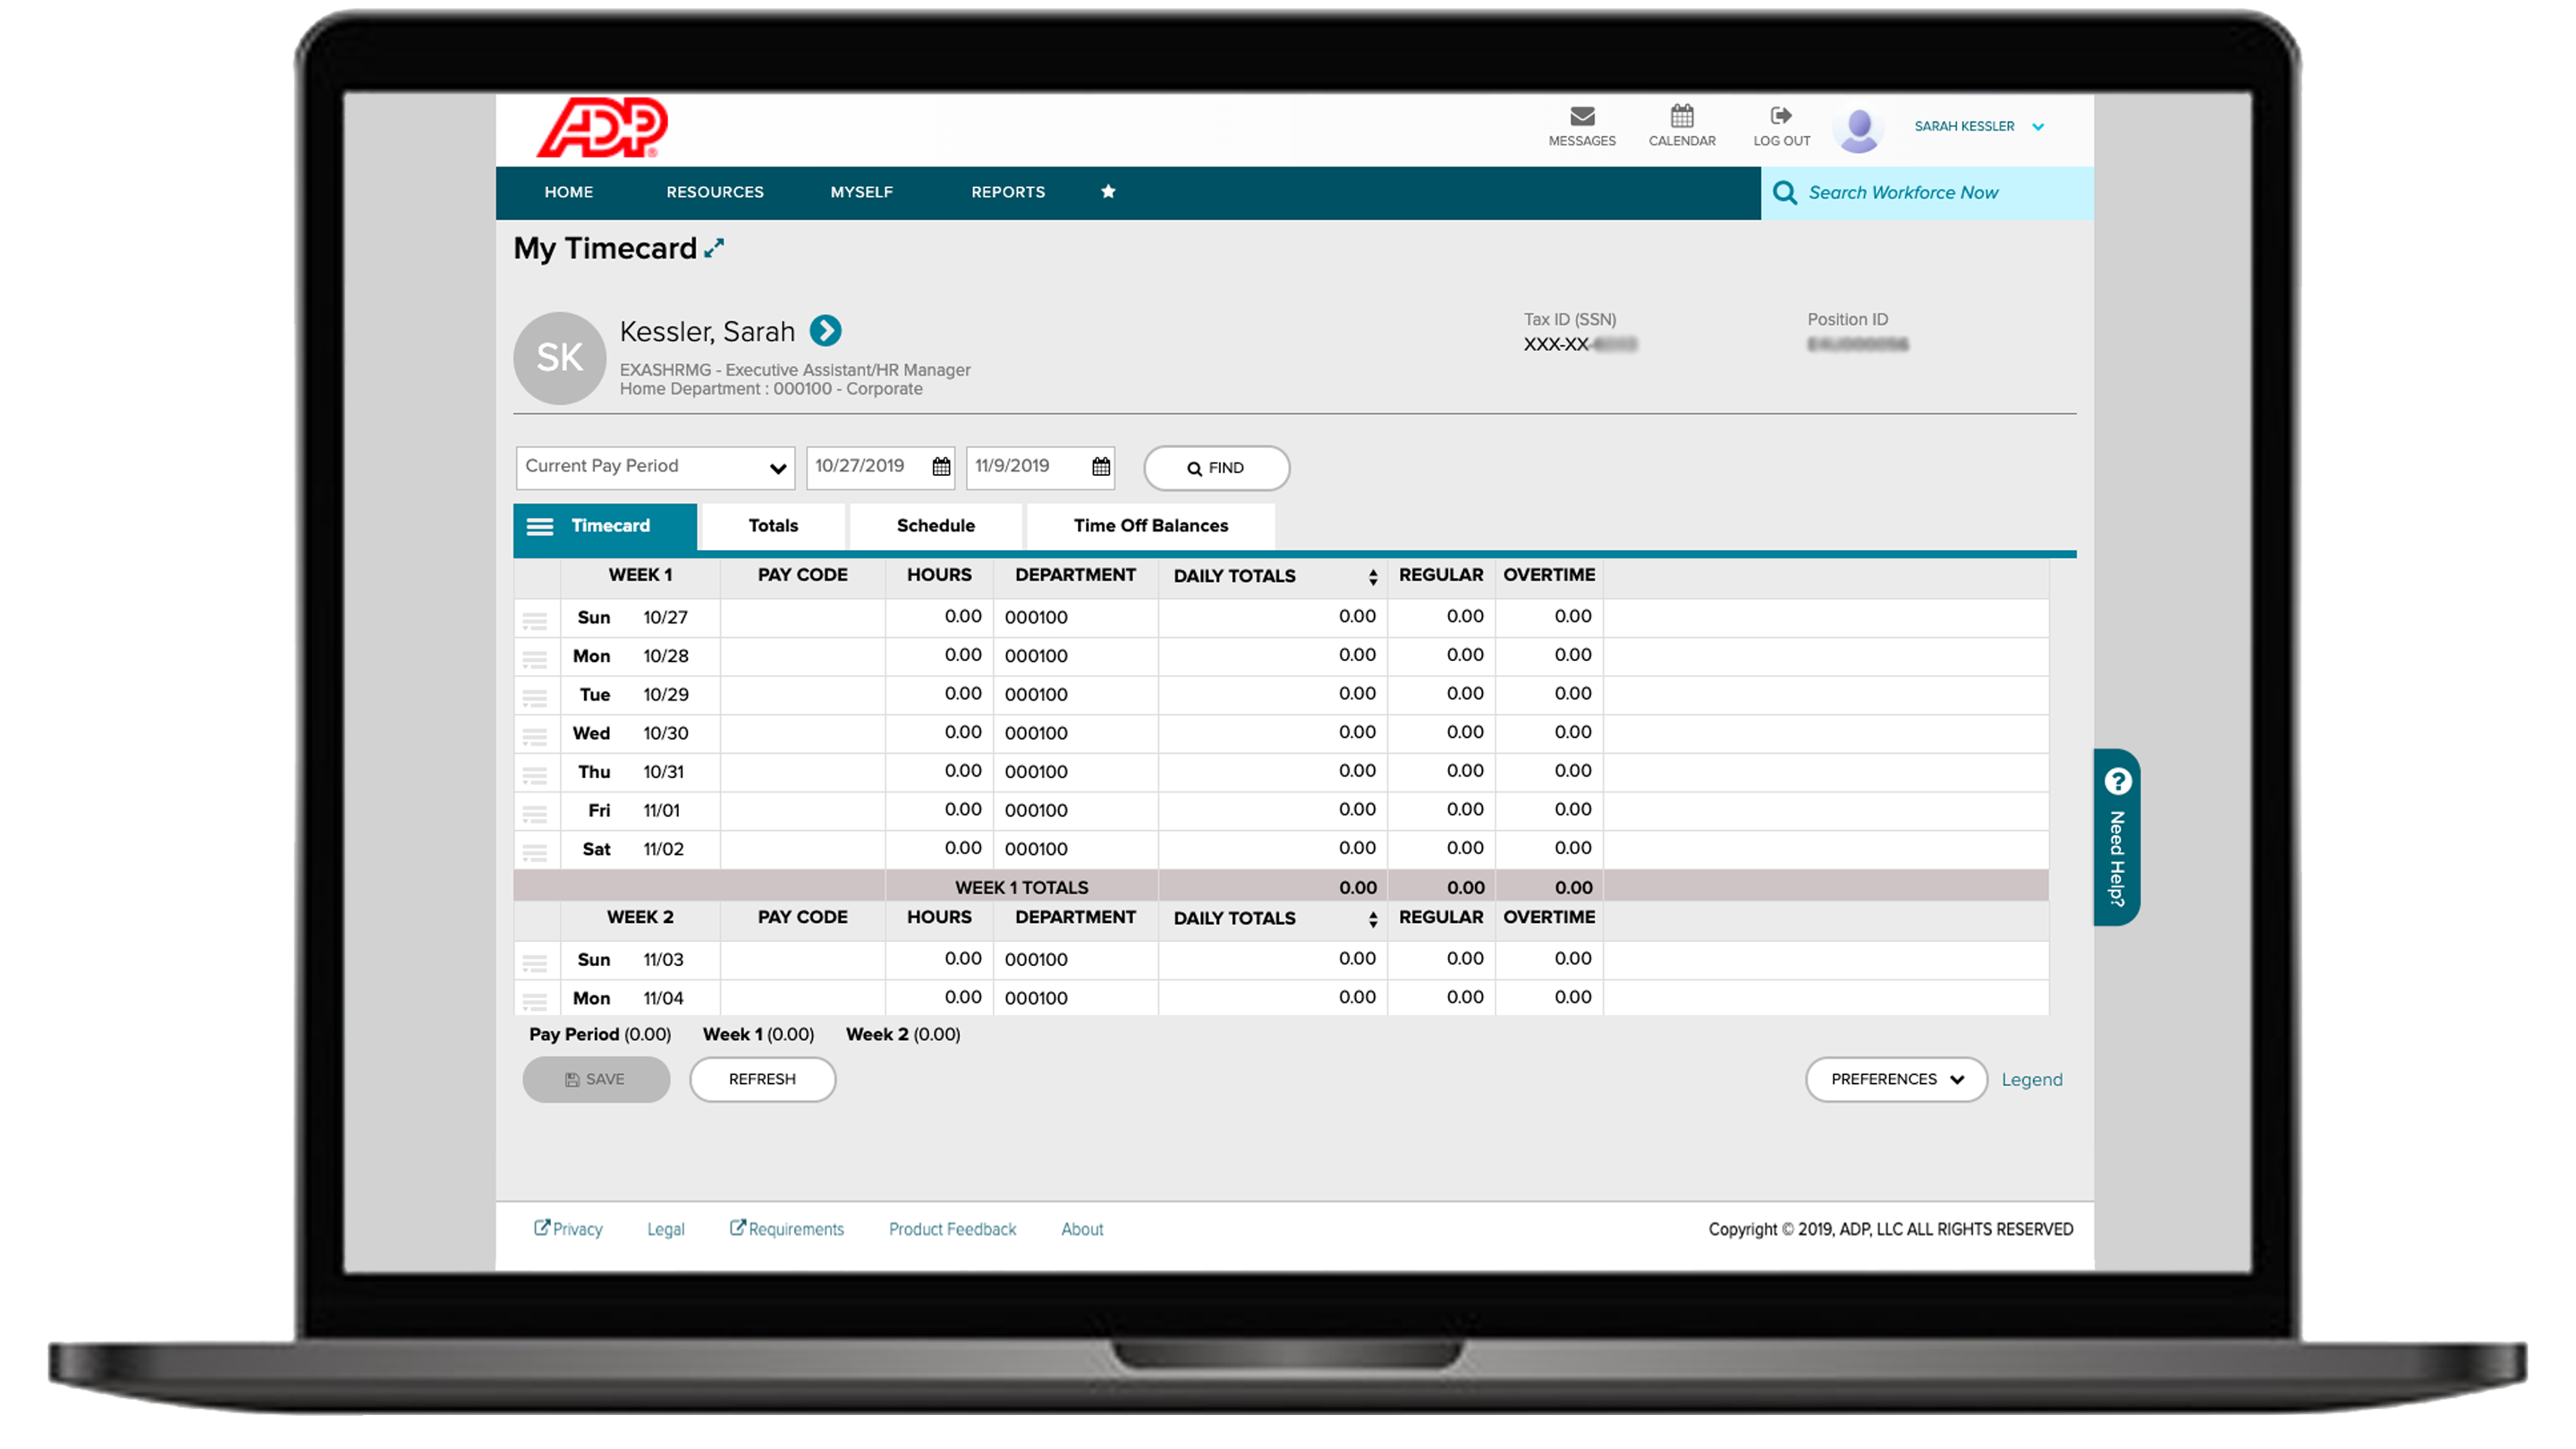 ADP®
MESSAGES CALENDAR LOG OUT SARAH KESSLER
HOME RESOURCES MYSELF REPORTS Search Workforce Now
My Timecard
SK
Kessler, Sarah
EXASHRMG - Executive Assistant/HR Manager
Home Department : 000100 - Corporate
Tax ID (SSN)
XXX-XX-
Position ID
Current Pay Period 10/27/2019 11/9/2019 FIND
Timecard Totals Schedule Time Off Balances
WEEK 1 PAY CODE HOURS DEPARTMENT DAILY TOTALS REGULAR OVERTIME
Sun 10/27 0.00 000100 0.00 0.00 0.00
Mon 10/28 0.00 000100 0.00 0.00 0.00
Tue 10/29 0.00 000100 0.00 0.00 0.00
Wed 10/30 0.00 000100 0.00 0.00 0.00
Thu 10/31 0.00 000100 0.00 0.00 0.00
Fri 11/01 0.00 000100 0.00 0.00 0.00
Sat 11/02 0.00 000100 0.00 0.00 0.00
WEEK 1 TOTALS 0.00 0.00 0.00
WEEK 2 PAY CODE HOURS DEPARTMENT DAILY TOTALS REGULAR OVERTIME
Sun 11/03 0.00 000100 0.00 0.00 0.00
Mon 11/04 0.00 000100 0.00 0.00 0.00
Pay Period (0.00) Week 1 (0.00) Week 2 (0.00)
SAVE REFRESH PREFERENCES Legend
Need Help?
Privacy Legal Requirements Product Feedback About Copyright © 2019, ADP, LLC ALL RIGHTS RESERVED